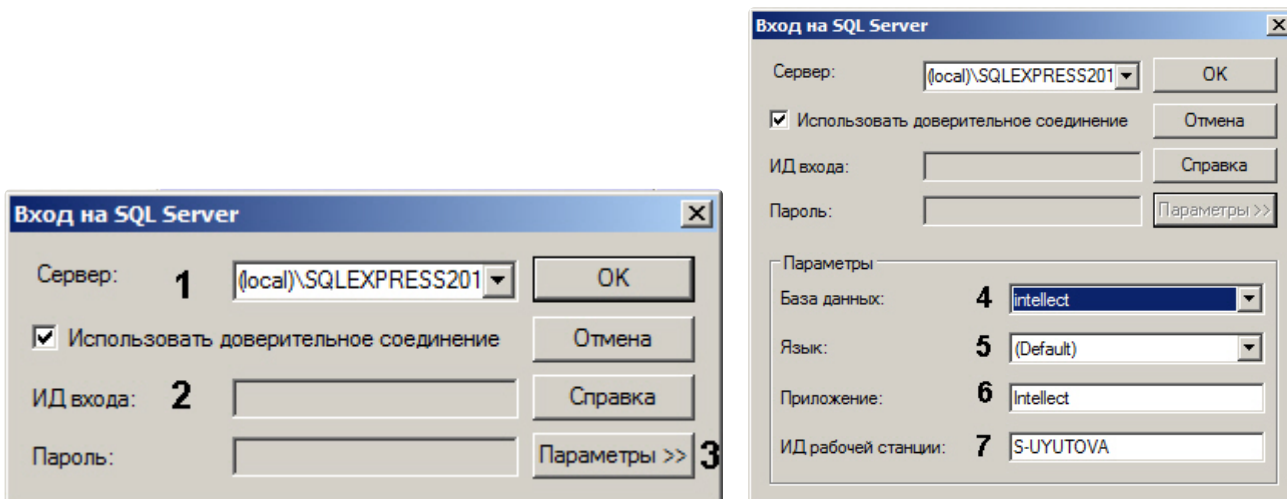 Вход на SQL Server
Сервер: 1 (local)\SQLEXPRESS201 OK
Использовать доверительное соединение Отмена
ИД входа: 2 Справка
Пароль: Параметры >> 3
Вход на SQL Server
Сервер: (local)\SQLEXPRESS201 OK
Использовать доверительное соединение Отмена
ИД входа: Справка
Пароль: Параметры >>
Параметры
База данных: 4 intellect
Язык: 5 (Default)
Приложение: 6 Intellect
ИД рабочей станции: 7 S-UYUTOVA